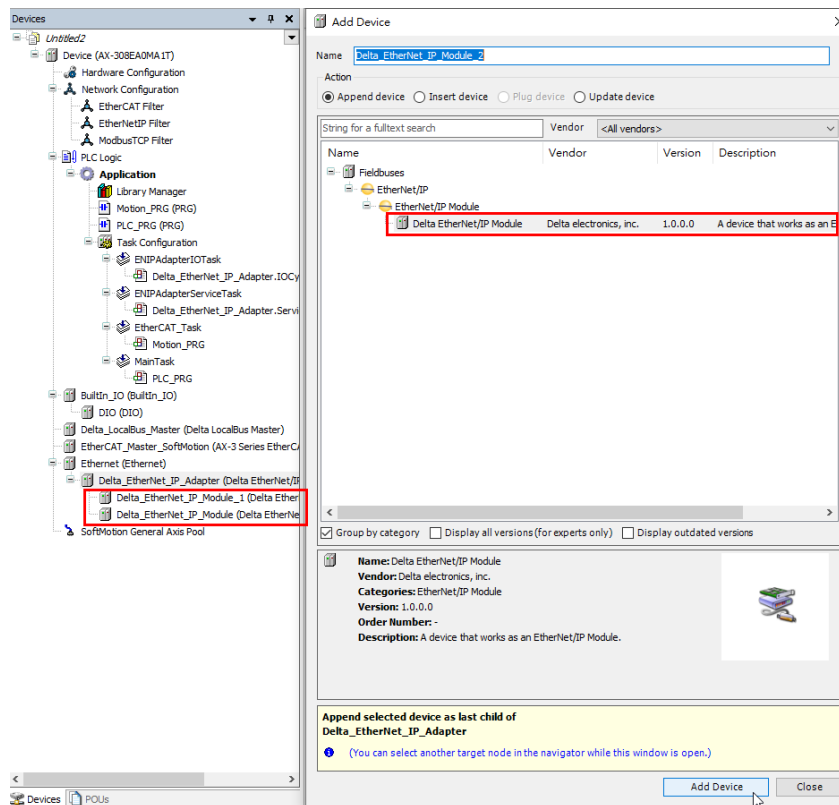 Devices
Untitled2
Device (AX-308EA0MA1T)
Hardware Configuration
Network Configuration
EtherCAT Filter
EtherNetIP Filter
ModbusTCP Filter
PLC Logic
Application
Library Manager
Motion_PRG (PRG)
PLC_PRG (PRG)
Task Configuration
ENIPAdapterIOTask
Delta_EtherNet_IP_Adapter.IOCy
ENIPAdapterServiceTask
Delta_EtherNet_IP_Adapter.Servi
EtherCAT_Task
Motion_PRG
MainTask
PLC_PRG
BuiltIn_IO (BuiltIn_IO)
DIO (DIO)
Delta_LocalBus_Master (Delta LocalBus Master)
EtherCAT_Master_SoftMotion (AX-3 Series EtherCA
Ethernet (Ethernet)
Delta_EtherNet_IP_Adapter (Delta EtherNet/IP
Delta_EtherNet_IP_Module_1 (Delta Ether
Delta_EtherNet_IP_Module (Delta EtherNe
SoftMotion General Axis Pool
Devices POUs
Add Device
Name Delta_EtherNet_IP_Module_2
Action
Append device Insert device Plug device Update device
String for a fulltext search Vendor <All vendors>
Name Vendor Version Description
Fieldbuses
EtherNet/IP
EtherNet/IP Module
Delta EtherNet/IP Module Delta electronics, inc. 1.0.0.0 A device that works as an E
Group by category Display all versions (for experts only) Display outdated versions
Name: Delta EtherNet/IP Module
Vendor: Delta electronics, inc.
Categories: EtherNet/IP Module
Version: 1.0.0.0
Order Number: -
Description: A device that works as an EtherNet/IP Module.
Append selected device as last child of
Delta_EtherNet_IP_Adapter
(You can select another target node in the navigator while this window is open.)
Add Device Close